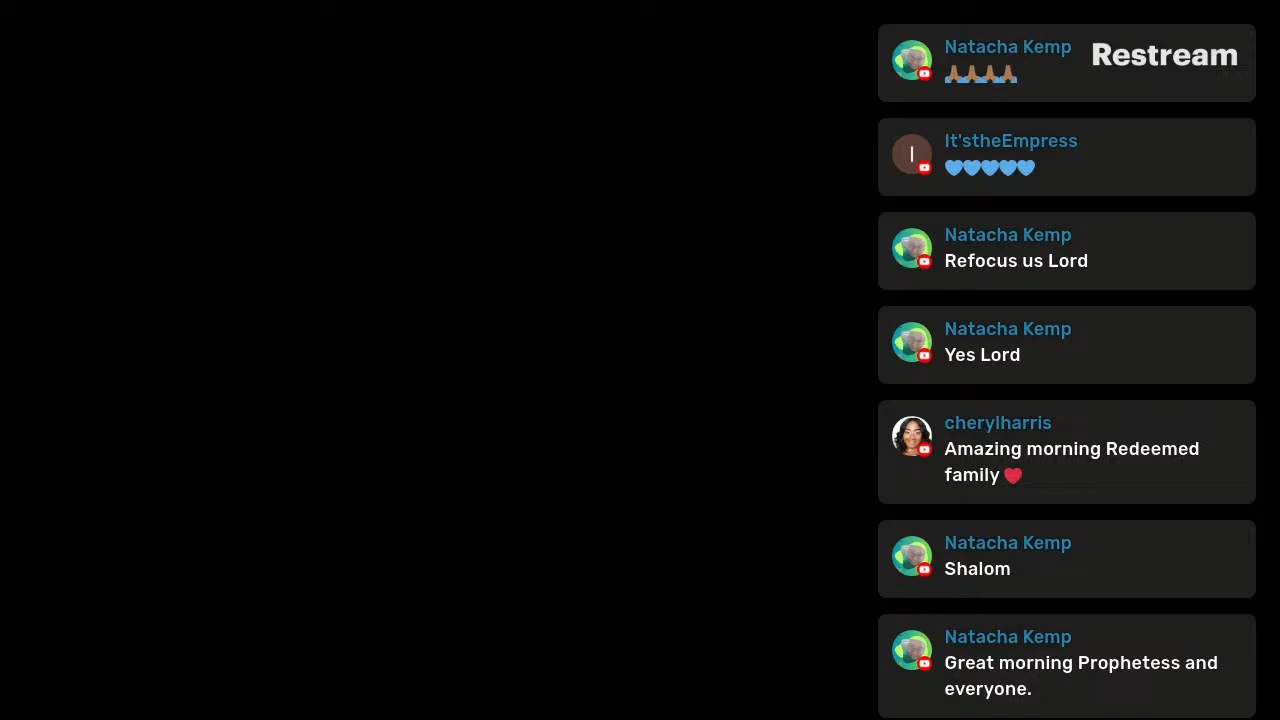 Natacha Kemp
Restream
🙏🏾🙏🏾🙏🏾🙏🏾
It'stheEmpress
I
💙💙💙💙💙
Natacha Kemp
Refocus us Lord
Natacha Kemp
Yes Lord
cherylharris
Amazing morning Redeemed
family ❤️
Natacha Kemp
Shalom
Natacha Kemp
Great morning Prophetess and
everyone.